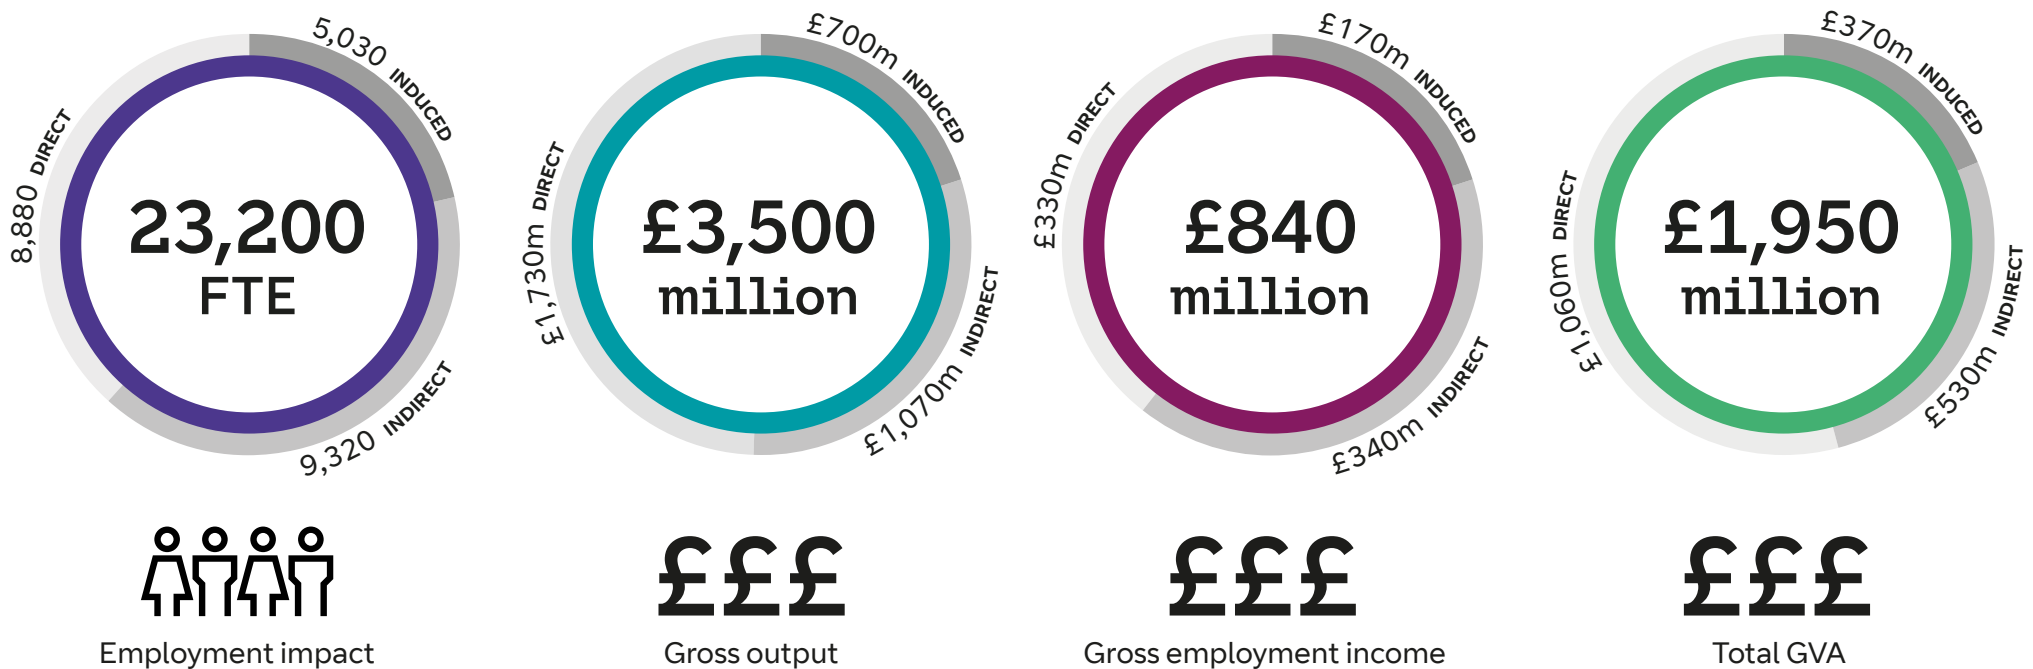 5,030 INDUCED
8,880 DIRECT
9,320 INDIRECT
23,200
FTE
Employment impact
£700m INDUCED
£1,730m DIRECT
£1,070m INDIRECT
£3,500
million
£££
Gross output
£170m INDUCED
£330m DIRECT
£340m INDIRECT
£840
million
£££
Gross employment income
£370m INDUCED
£1,060m DIRECT
£530m INDIRECT
£1,950
million
£££
Total GVA